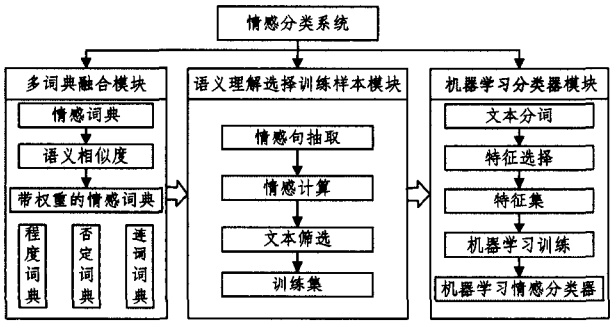 情感分类系统
多词典融合模块
情感词典
语义相似度
带权重的情感词典
程度词典
否定词典
连词词典
语义理解选择训练样本模块
情感句抽取
情感计算
文本筛选
训练集
机器学习分类器模块
文本分词
特征选择
特征集
机器学习训练
机器学习情感分类器